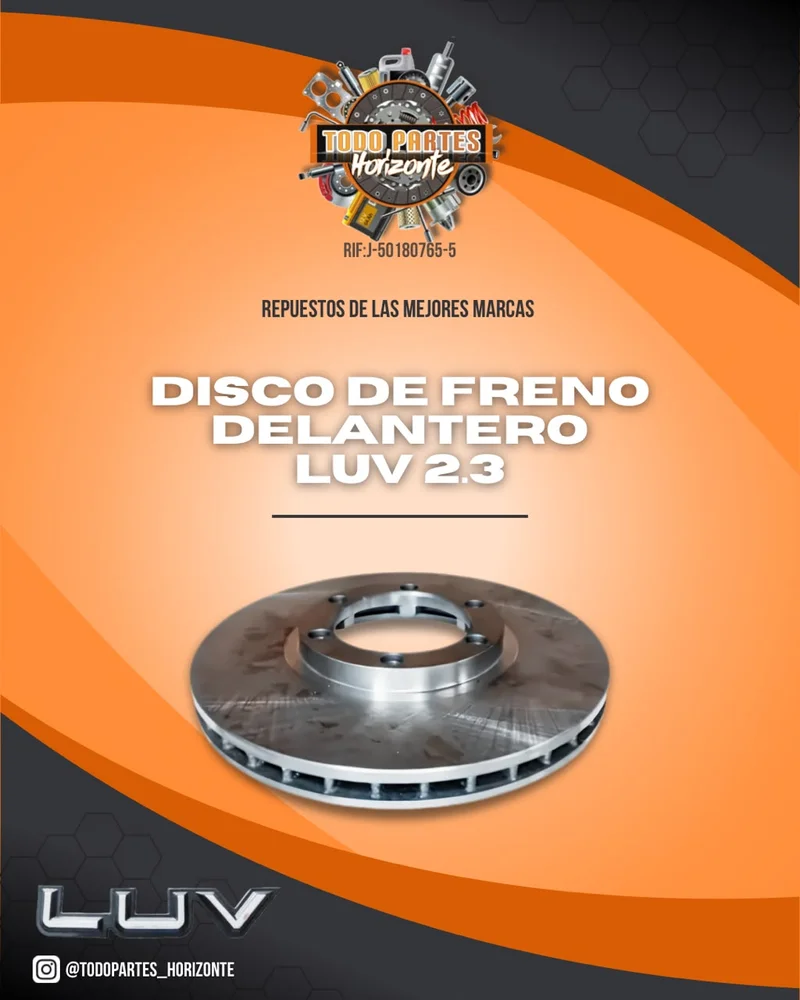 TODO PARTES
Horizonte
RIF:J-50180765-5
REPUESTOS DE LAS MEJORES MARCAS
DISCO DE FRENO
DELANTERO
LUV 2.3
LUV
@TODOPARTES_HORIZONTE